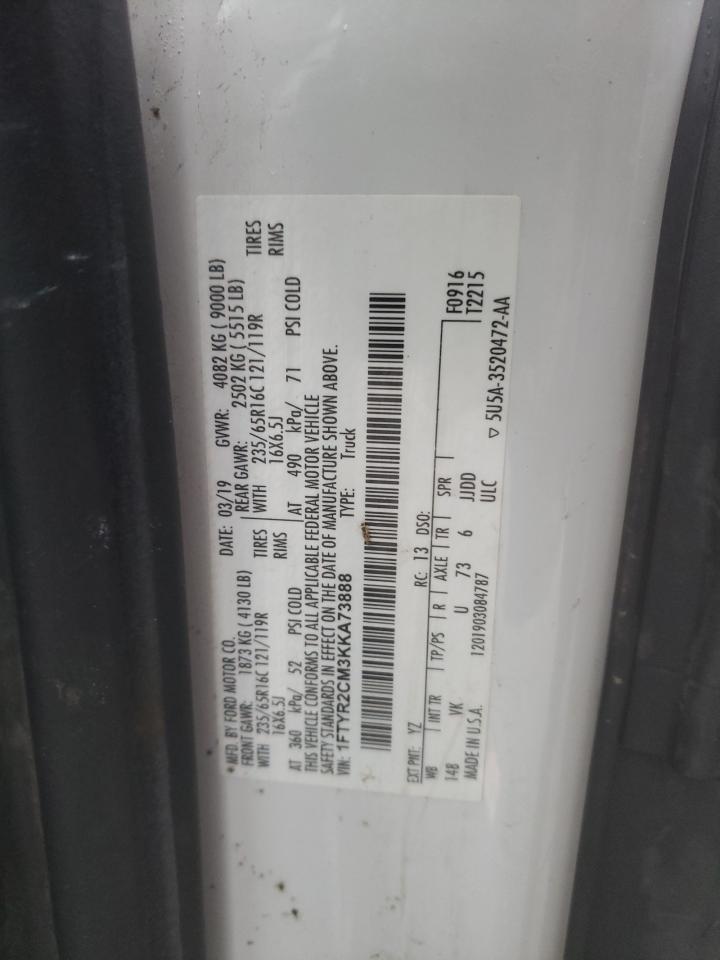 MFD. BY FORD MOTOR CO.
DATE: 03/19 GVWR: 4082 KG ( 9000 LB)
FRONT GAWR: 1873 KG ( 4130 LB) REAR GAWR: 2502 KG ( 5515 LB)
WITH 235/65R16C 121/119R TIRES WITH 235/65R16C 121/119R TIRES
16X6.5J RIMS 16X6.5J RIMS
AT 360 kPa/ 52 PSI COLD AT 490 kPa/ 71 PSI COLD
THIS VEHICLE CONFORMS TO ALL APPLICABLE FEDERAL MOTOR VEHICLE
SAFETY STANDARDS IN EFFECT ON THE DATE OF MANUFACTURE SHOWN ABOVE.
VIN: 1FTYR2CM3KKA73888 TYPE: Truck
EXT PNT: YZ RC: 13 DSO: F0916
WB INT TR TP/PS R AXLE TR SPR T2215
148 VK U 73 6 JJDD
MADE IN U.S.A. 1201903084787 ULC ▽ 5U5A-3520472-AA